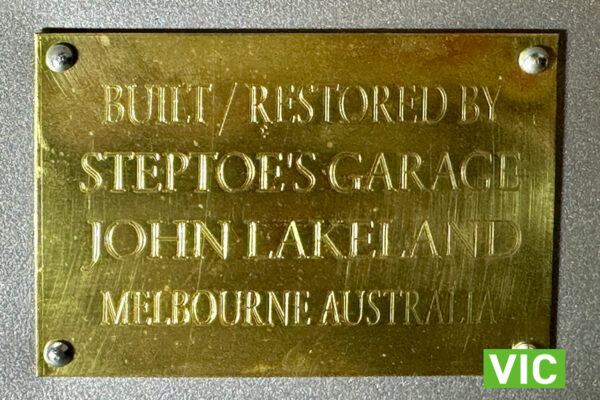 BUILT / RESTORED BY
STEPTOE'S GARAGE
JOHN LAKELAND
MELBOURNE AUSTRALIA
VIC